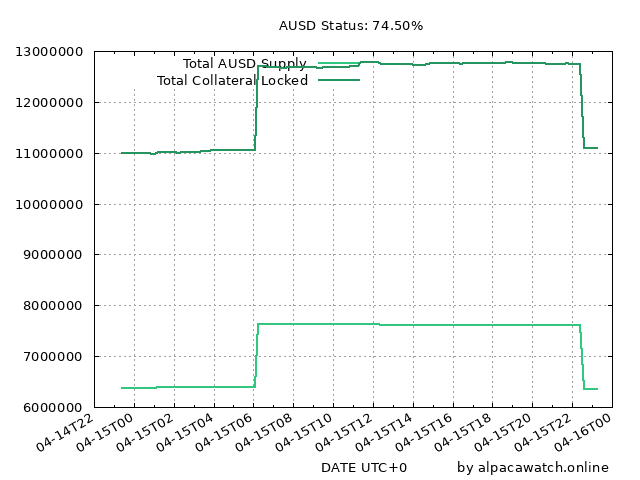 AUSD Status: 74.50%
13000000
12000000
11000000
10000000
9000000
8000000
7000000
6000000
Total AUSD Supply
Total Collateral Locked
04-14T22
04-15T00
04-15T02
04-15T04
04-15T06
04-15T08
04-15T10
04-15T12
04-15T14
04-15T16
04-15T18
04-15T20
04-15T22
04-16T00
DATE UTC+0
by alpacawatch.online